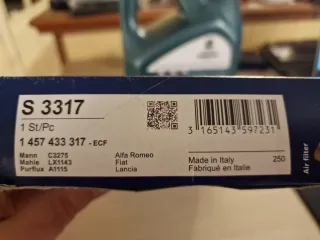 S 3317
1 St/Pc
1 457 433 317 - ECF
Mann C3275
Mahle LX1143
Purflux A1115
Alfa Romeo
Fiat
Lancia
3 165143 597231
Made in Italy 250
Fabriqué en Italie
Air filter